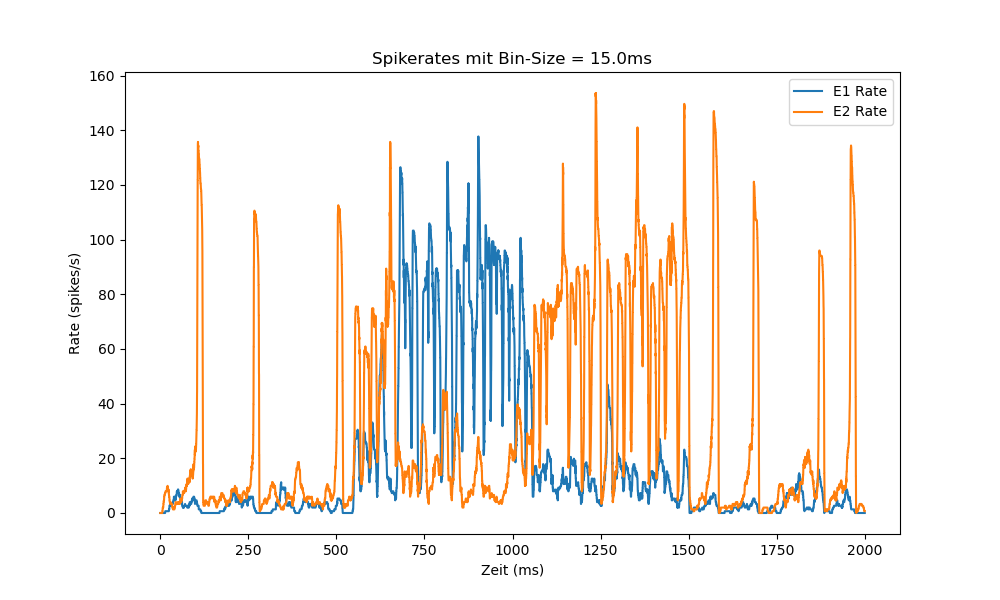 Spikerates mit Bin-Size = 15.0ms
E1 Rate
E2 Rate
Rate (spikes/s)
160
140
120
100
80
60
40
20
0
0 250 500 750 1000 1250 1500 1750 2000
Zeit (ms)